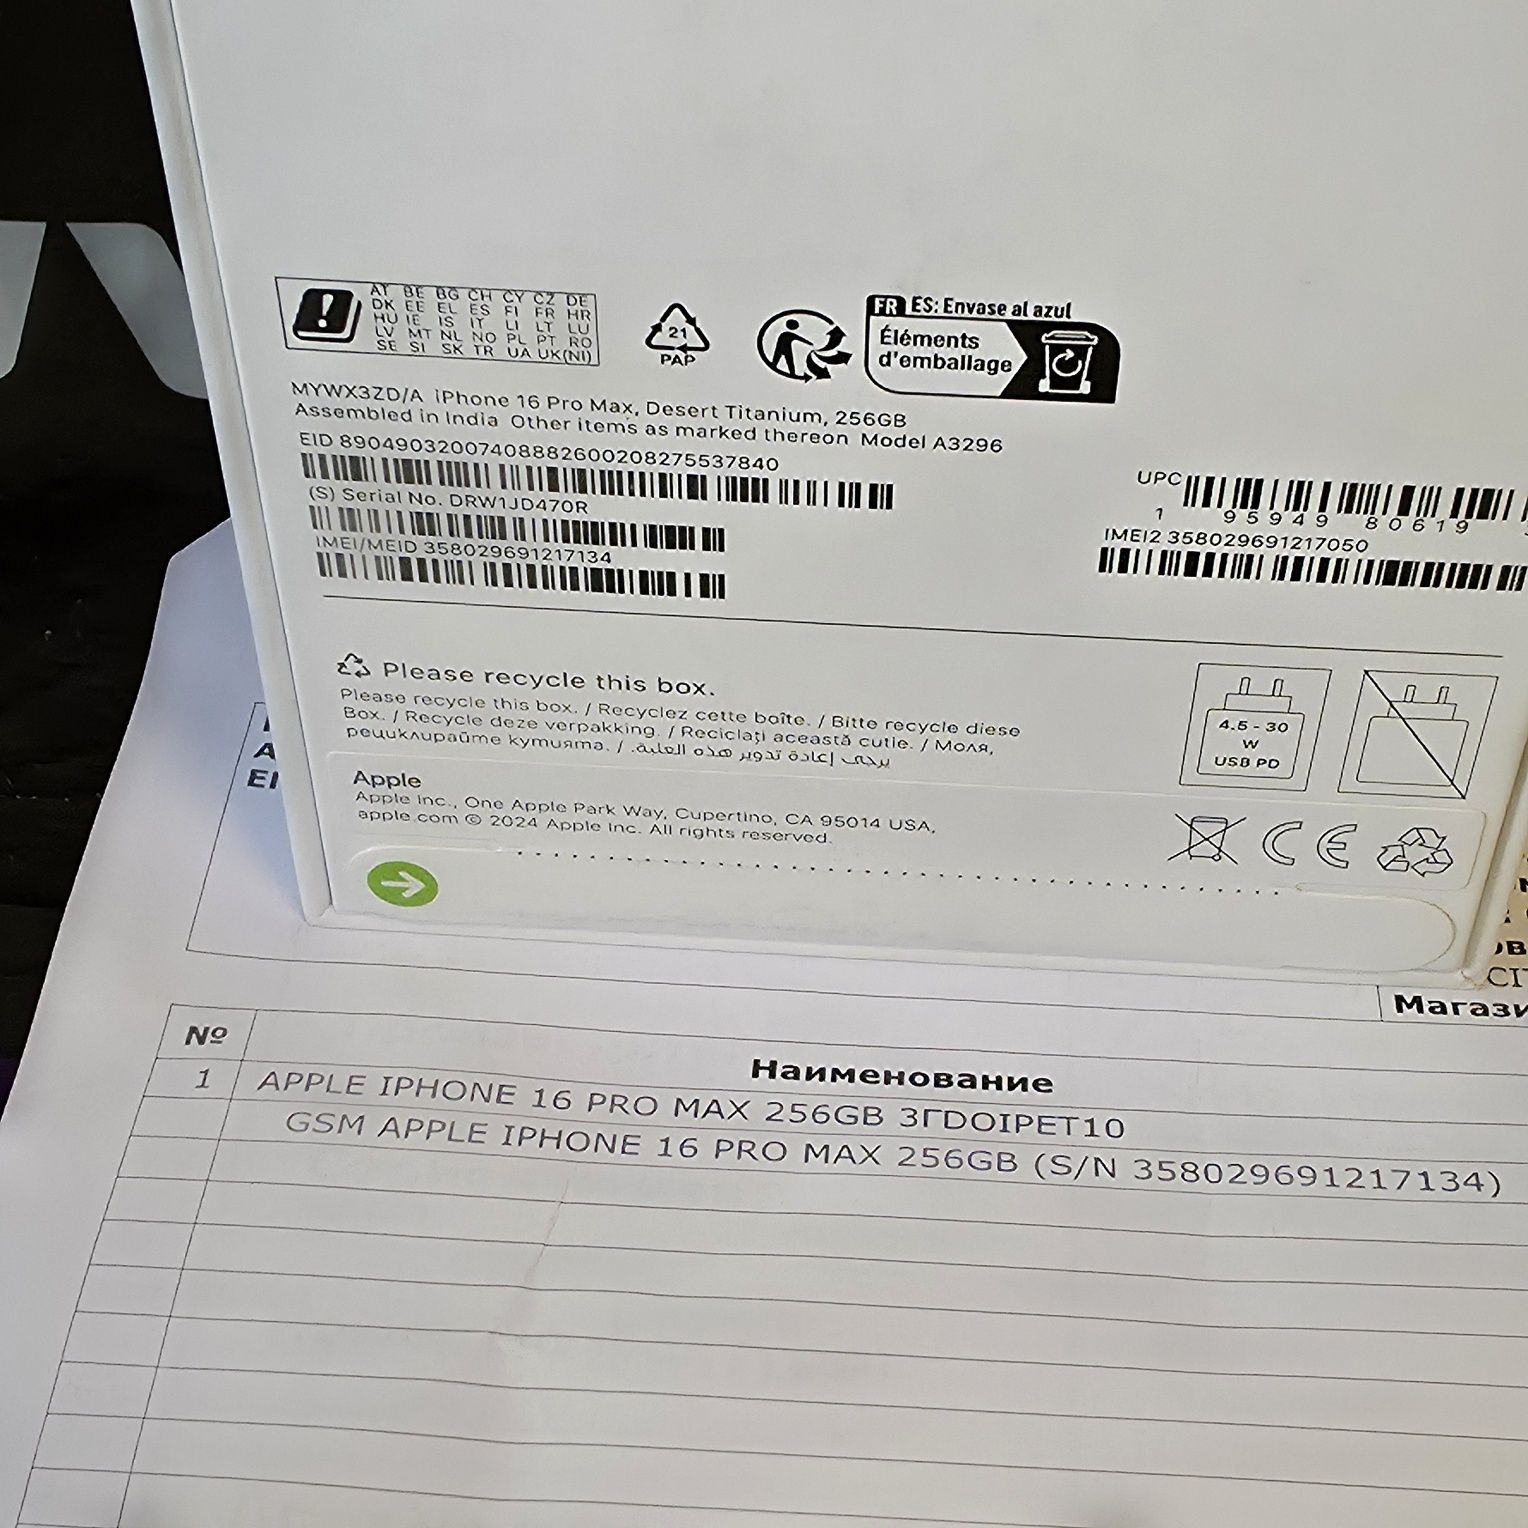 AT BE BG CH CY CZ DE
DK EE EL ES FI FR HR
HU IE IS IT LI LT LU
LV MT NL NO PL PT RO
SE SI SK TR UA UK(NI)
21
PAP
FR ES: Envase al azul
Éléments
d'emballage
MYWX3ZD/A iPhone 16 Pro Max, Desert Titanium, 256GB
Assembled in India Other items as marked thereon Model A3296
EID 89049032007408882600208275537840
(S) Serial No. DRW1JD470R
IMEI/MEID 358029691217134
UPC
1 95949 80619
IMEI2 358029691217050
Please recycle this box.
Please recycle this box. / Recyclez cette boîte. / Bitte recycle diese
Box. / Recycle deze verpakking. / Reciclați această cutie. / Моля,
рециклирайте кутията. / يرجى إعادة تدوير هذه العلبة.
4.5 - 30
W
USB PD
Apple
Apple Inc., One Apple Park Way, Cupertino, CA 95014 USA,
apple.com © 2024 Apple Inc. All rights reserved.
CE
Магази
№ Наименование
1 APPLE IPHONE 16 PRO MAX 256GB 3ГDOIPET10
GSM APPLE IPHONE 16 PRO MAX 256GB (S/N 358029691217134)